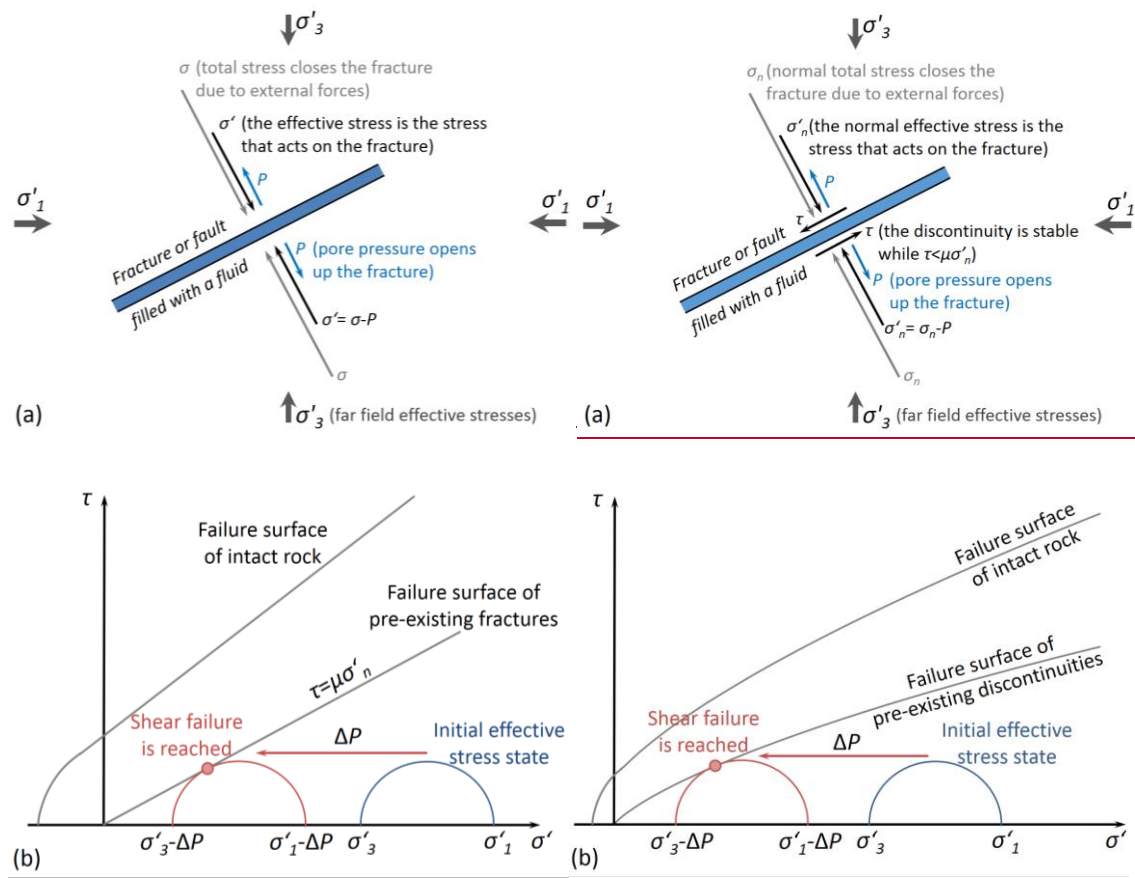 σ'3
σ (total stress closes the fracture
due to external forces)
σ' (the effective stress is the stress
that acts on the fracture)
P
σ'1
σ'1
Fracture or fault
filled with a fluid
P (pore pressure opens
up the fracture)
σ'= σ-P
σ
(a)
σ'3 (far field effective stresses)
σ'3
σn (normal total stress closes the
fracture due to external forces)
σ'n (the normal effective stress is the
stress that acts on the fracture)
P
τ
σ'1
σ'1
τ (the discontinuity is stable
while τ<μσ'n)
Fracture or fault
filled with a fluid
P (pore pressure opens
up the fracture)
σ'n= σn-P
σn
(a)
σ'3 (far field effective stresses)
τ
Failure surface
of intact rock
Failure surface of
pre-existing fractures
τ=μσ'n
Shear failure
is reached
ΔP
Initial effective
stress state
σ'3-ΔP
σ'1-ΔP
σ'3
σ'1
σ'
(b)
τ
Failure surface
of intact rock
Failure surface of
pre-existing discontinuities
Shear failure
is reached
ΔP
Initial effective
stress state
σ'3-ΔP
σ'1-ΔP
σ'3
σ'1
σ'
(b)